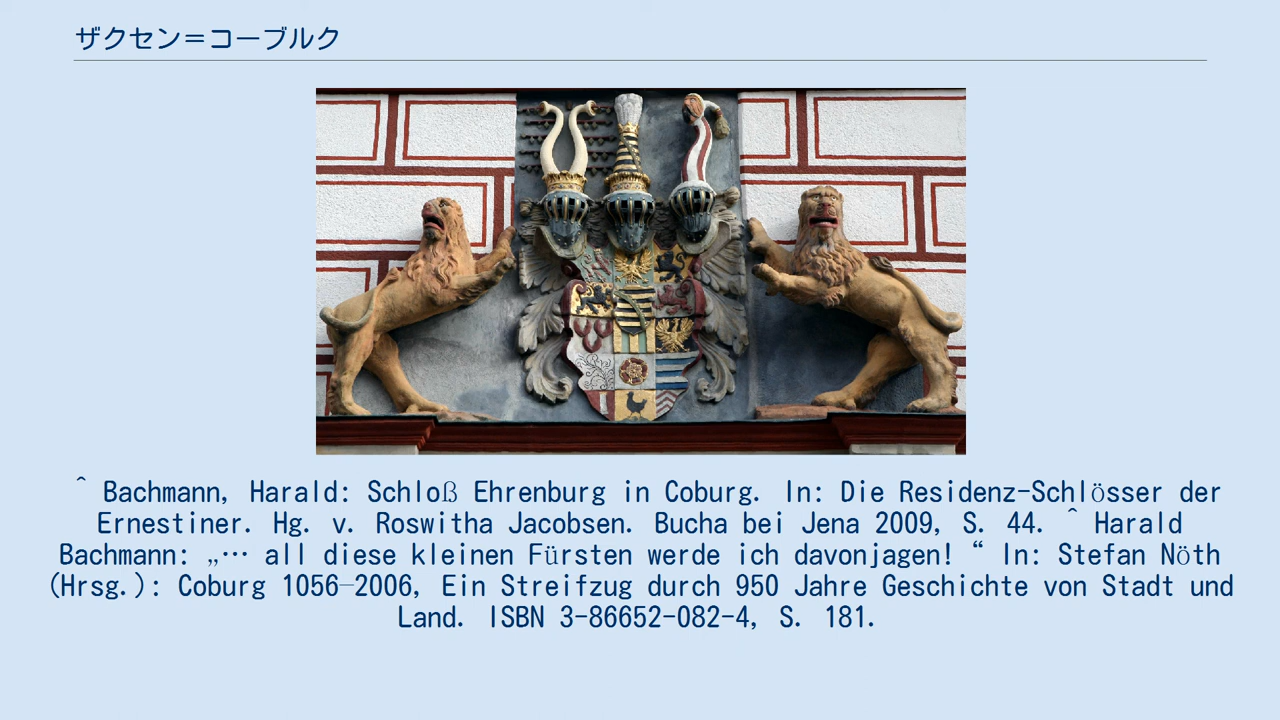 ザクセン＝コーブルク
^ Bachmann, Harald: Schloß Ehrenburg in Coburg. In: Die Residenz-Schlösser der
Ernestiner. Hg. v. Roswitha Jacobsen. Bucha bei Jena 2009, S. 44. ^ Harald
Bachmann: „… all diese kleinen Fürsten werde ich davonjagen! “ In: Stefan Nöth
(Hrsg.): Coburg 1056–2006, Ein Streifzug durch 950 Jahre Geschichte von Stadt und
Land. ISBN 3-86652-082-4, S. 181.